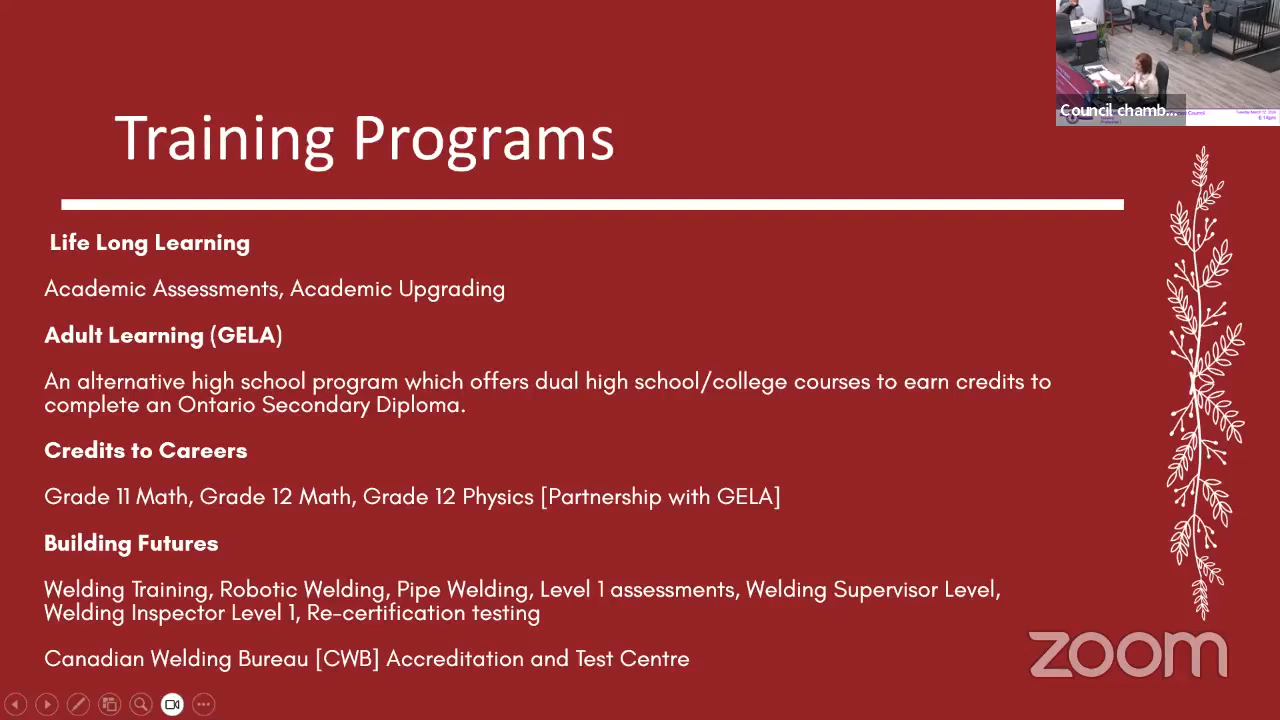 Council chamb...
Training Programs
Life Long Learning
Academic Assessments, Academic Upgrading
Adult Learning (GELA)
An alternative high school program which offers dual high school/college courses to earn credits to
complete an Ontario Secondary Diploma.
Credits to Careers
Grade 11 Math, Grade 12 Math, Grade 12 Physics [Partnership with GELA]
Building Futures
Welding Training, Robotic Welding, Pipe Welding, Level 1 assessments, Welding Supervisor Level,
Welding Inspector Level 1, Re-certification testing
Canadian Welding Bureau [CWB] Accreditation and Test Centre
zoom